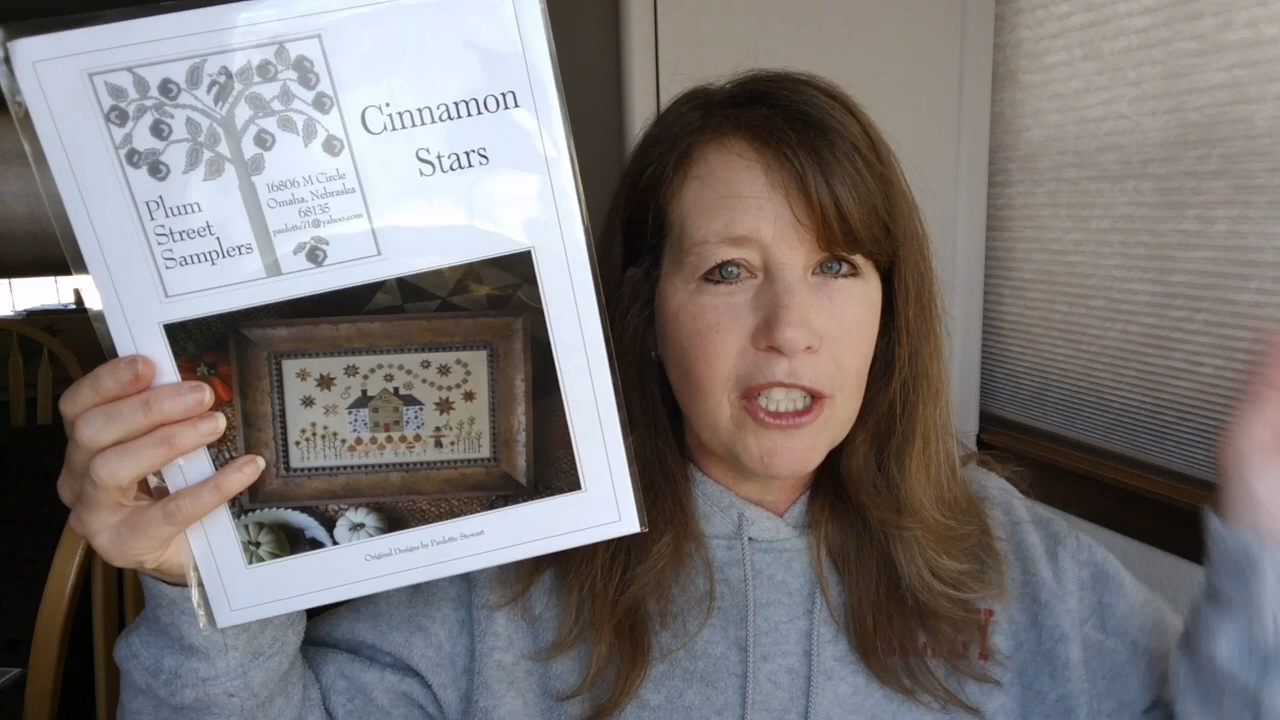 Cinnamon
Stars
16806 M Circle
Omaha, Nebraska
68135
paulette71@yahoo.com
Plum
Street
Samplers
Original Designs by Paulette Stewart